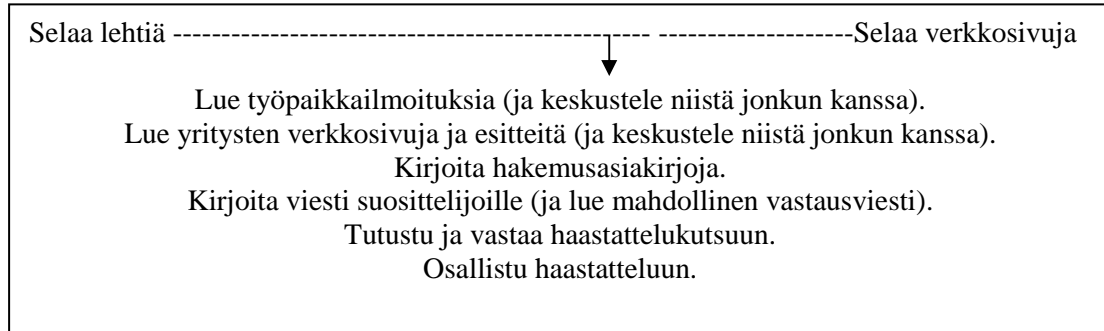 Selaa lehtiä ------------------------------------------------- --------------------Selaa verkkosivuja
Lue työpaikkailmoituksia (ja keskustele niistä jonkun kanssa).
Lue yritysten verkkosivuja ja esitteitä (ja keskustele niistä jonkun kanssa).
Kirjoita hakemusasiakirjoja.
Kirjoita viesti suosittelijoille (ja lue mahdollinen vastausviesti).
Tutustu ja vastaa haastattelukutsuun.
Osallistu haastatteluun.